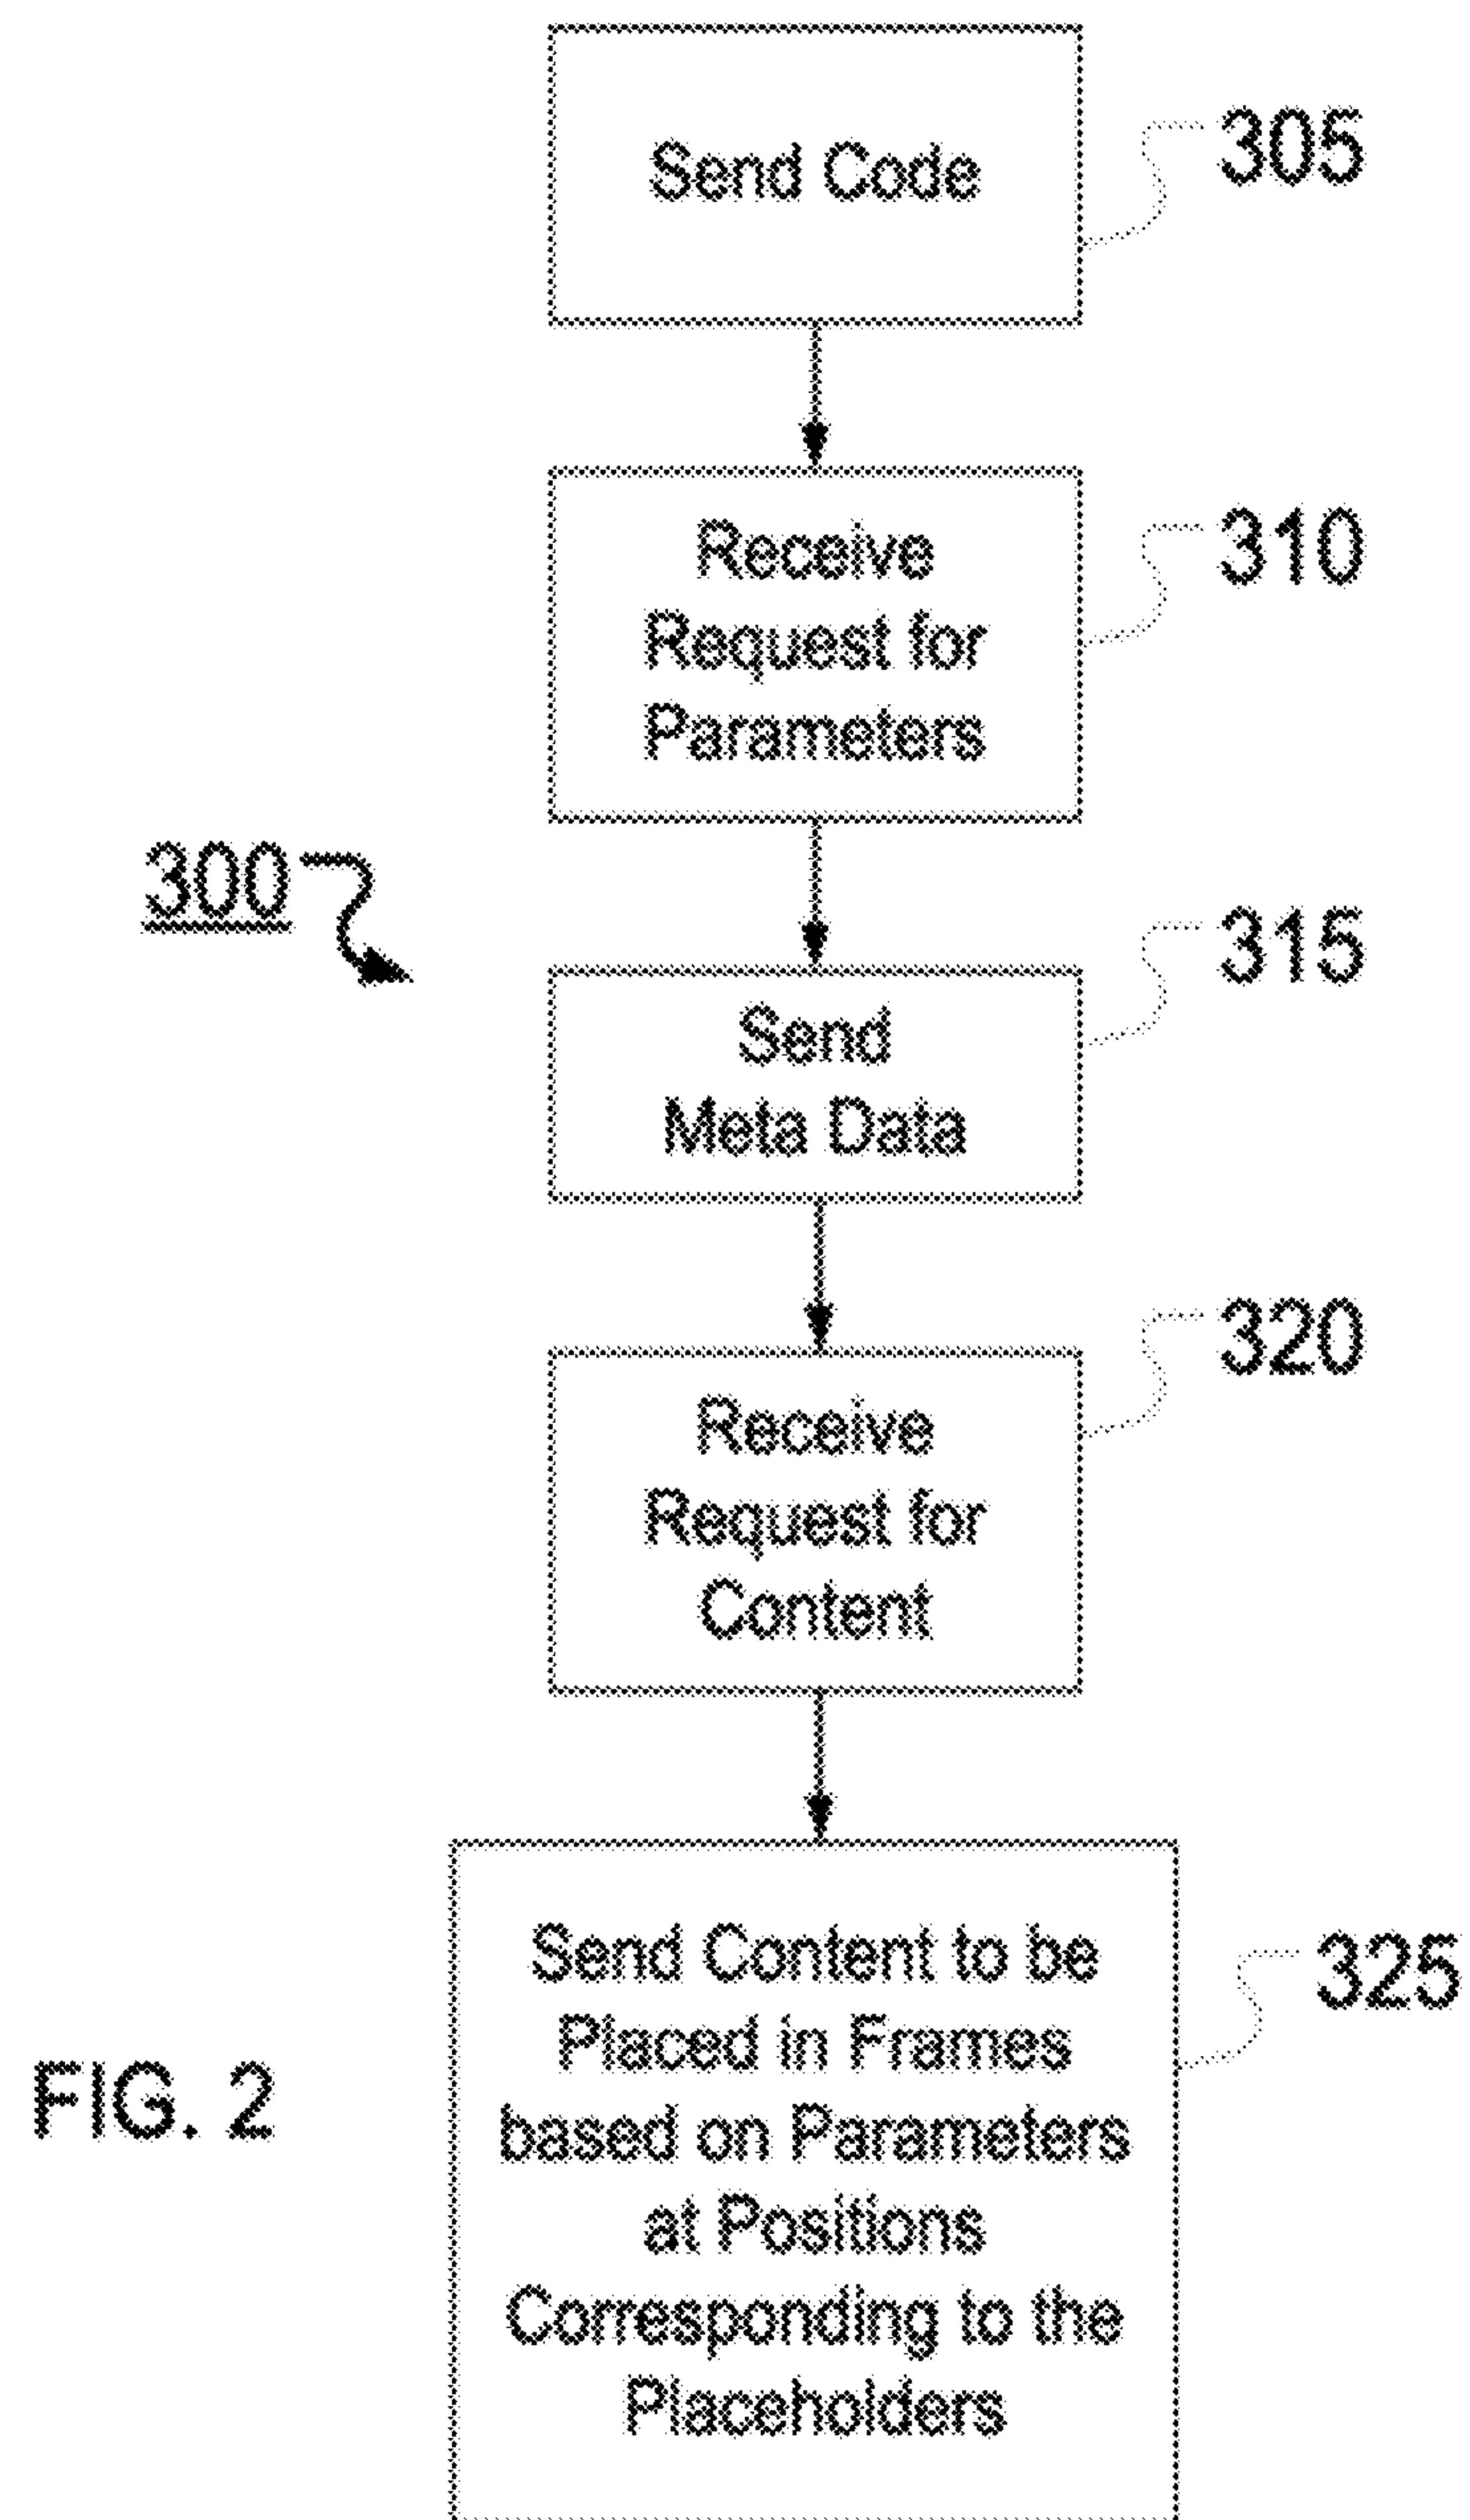 Send Code
305
Receive
Request for
Parameters
310
300
Send
Meta Data
315
Receive
Request for
Content
320
Send Content to be
Placed in Frames
based on Parameters
at Positions
Corresponding to the
Placeholders
325
FIG. 2